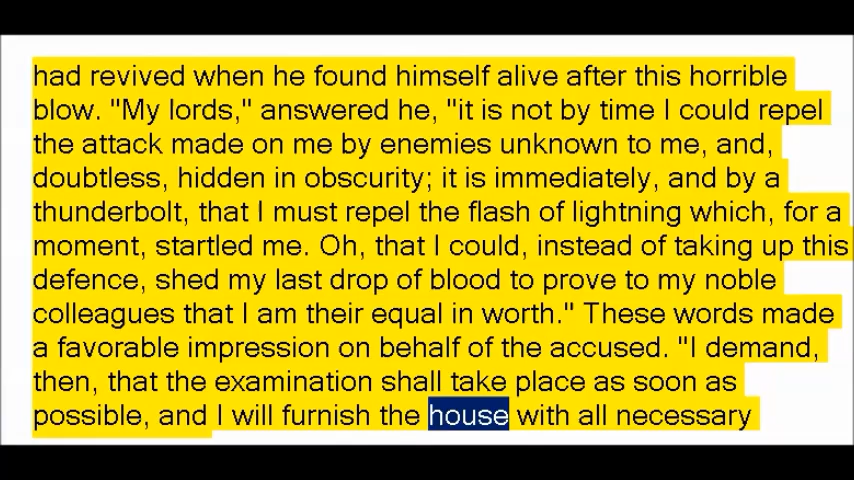 had revived when he found himself alive after this horrible
blow. "My lords," answered he, "it is not by time I could repel
the attack made on me by enemies unknown to me, and,
doubtless, hidden in obscurity; it is immediately, and by a
thunderbolt, that I must repel the flash of lightning which, for a
moment, startled me. Oh, that I could, instead of taking up this
defence, shed my last drop of blood to prove to my noble
colleagues that I am their equal in worth." These words made
a favorable impression on behalf of the accused. "I demand,
then, that the examination shall take place as soon as
possible, and I will furnish the house with all necessary